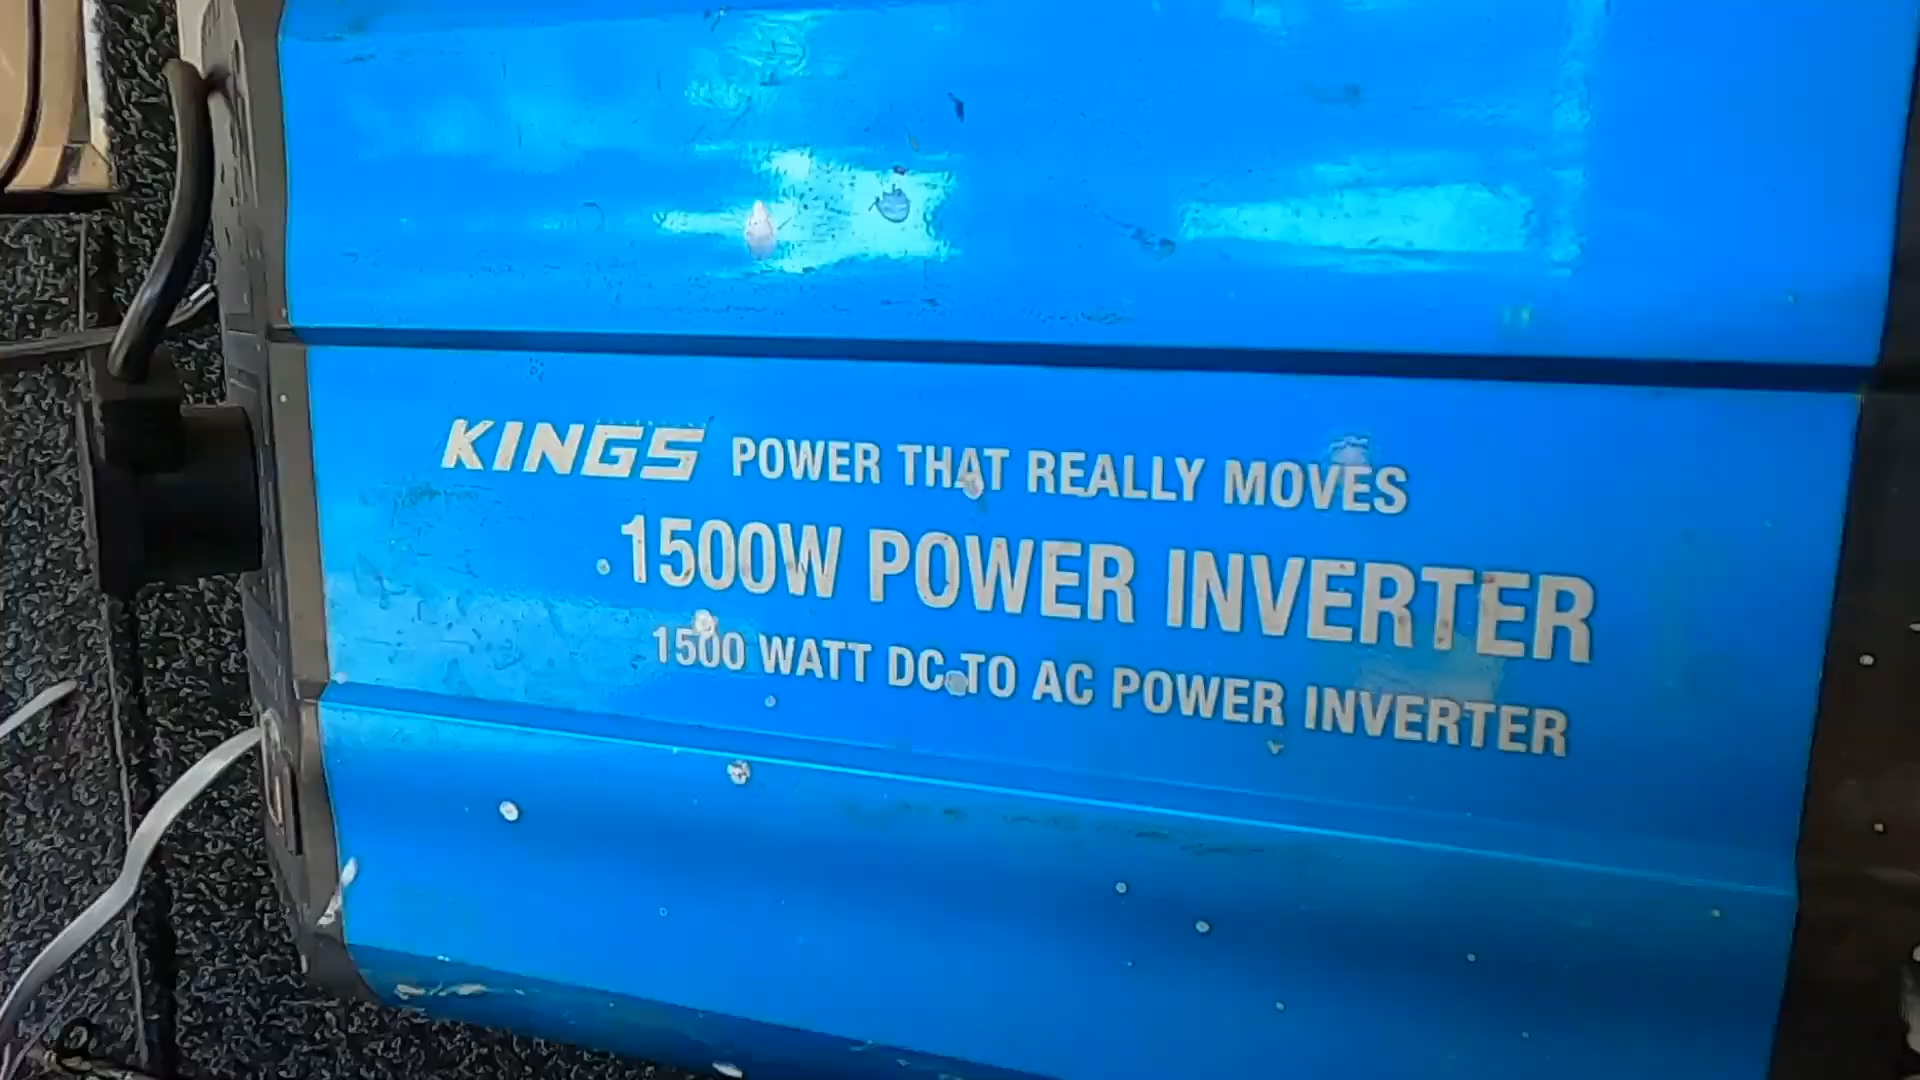 KINGS POWER THAT REALLY MOVES
1500W POWER INVERTER
1500 WATT DC TO AC POWER INVERTER